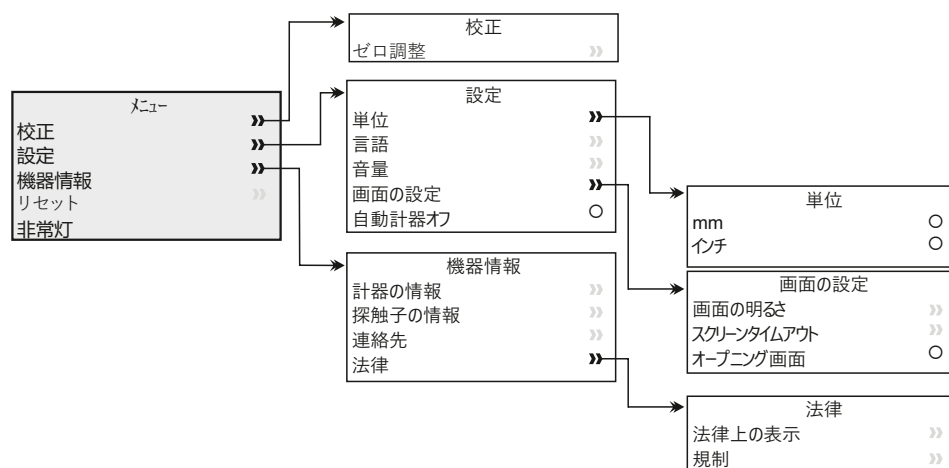 メニュー
校正
設定
機器情報
リセット
非常灯
校正
ゼロ調整
設定
単位
言語
音量
画面の設定
自動計器オフ
機器情報
計器の情報
探触子の情報
連絡先
法律
単位
mm
インチ
画面の設定
画面の明るさ
スクリーンタイムアウト
オープニング画面
法律
法律上の表示
規制